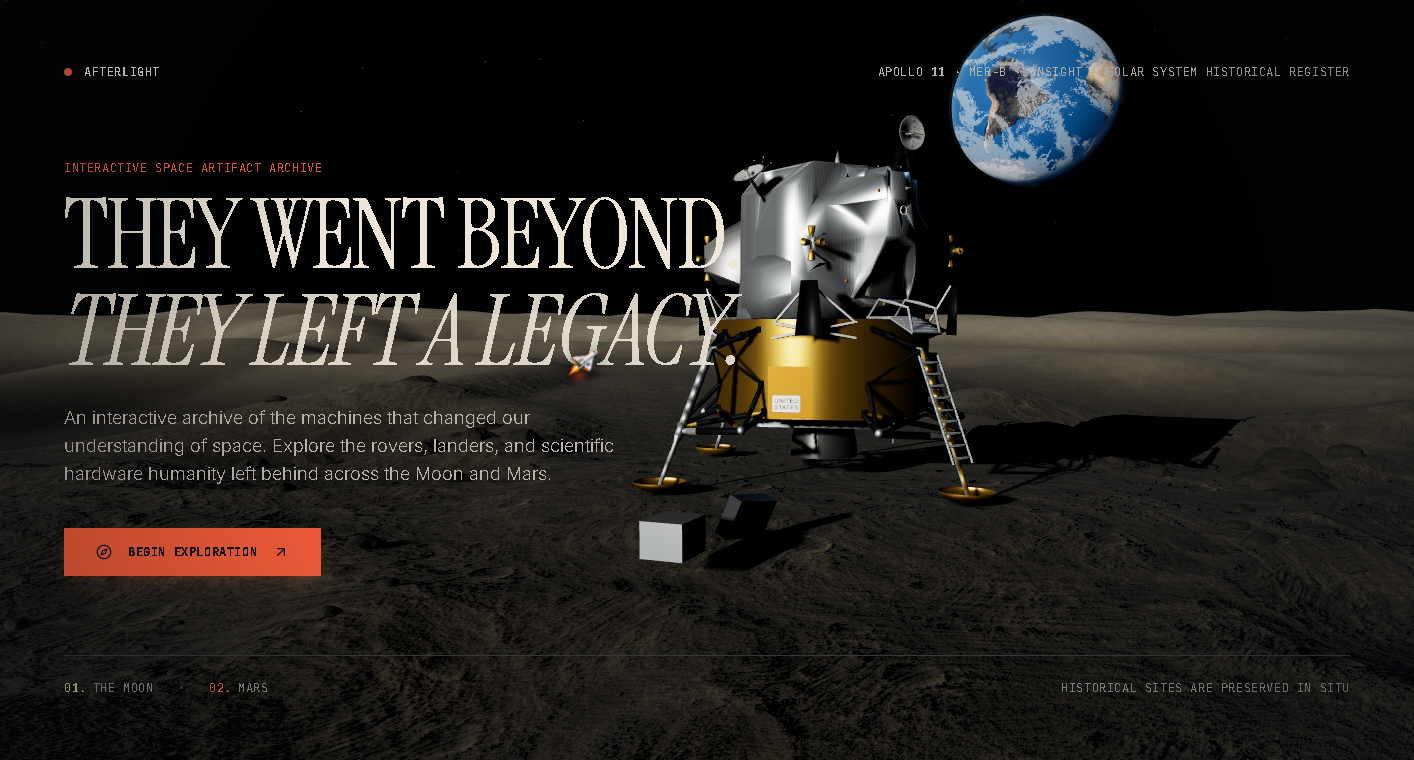 AFTERLIGHT
APOLLO 11 · MER-B · INSIGHT · SOLAR SYSTEM HISTORICAL REGISTER
INTERACTIVE SPACE ARTIFACT ARCHIVE
THEY WENT BEYOND
THEY LEFT A LEGACY.
UNITED
STATES
An interactive archive of the machines that changed our
understanding of space. Explore the rovers, landers, and scientific
hardware humanity left behind across the Moon and Mars.
BEGIN EXPLORATION
01. THE MOON
02. MARS
HISTORICAL SITES ARE PRESERVED IN SITU